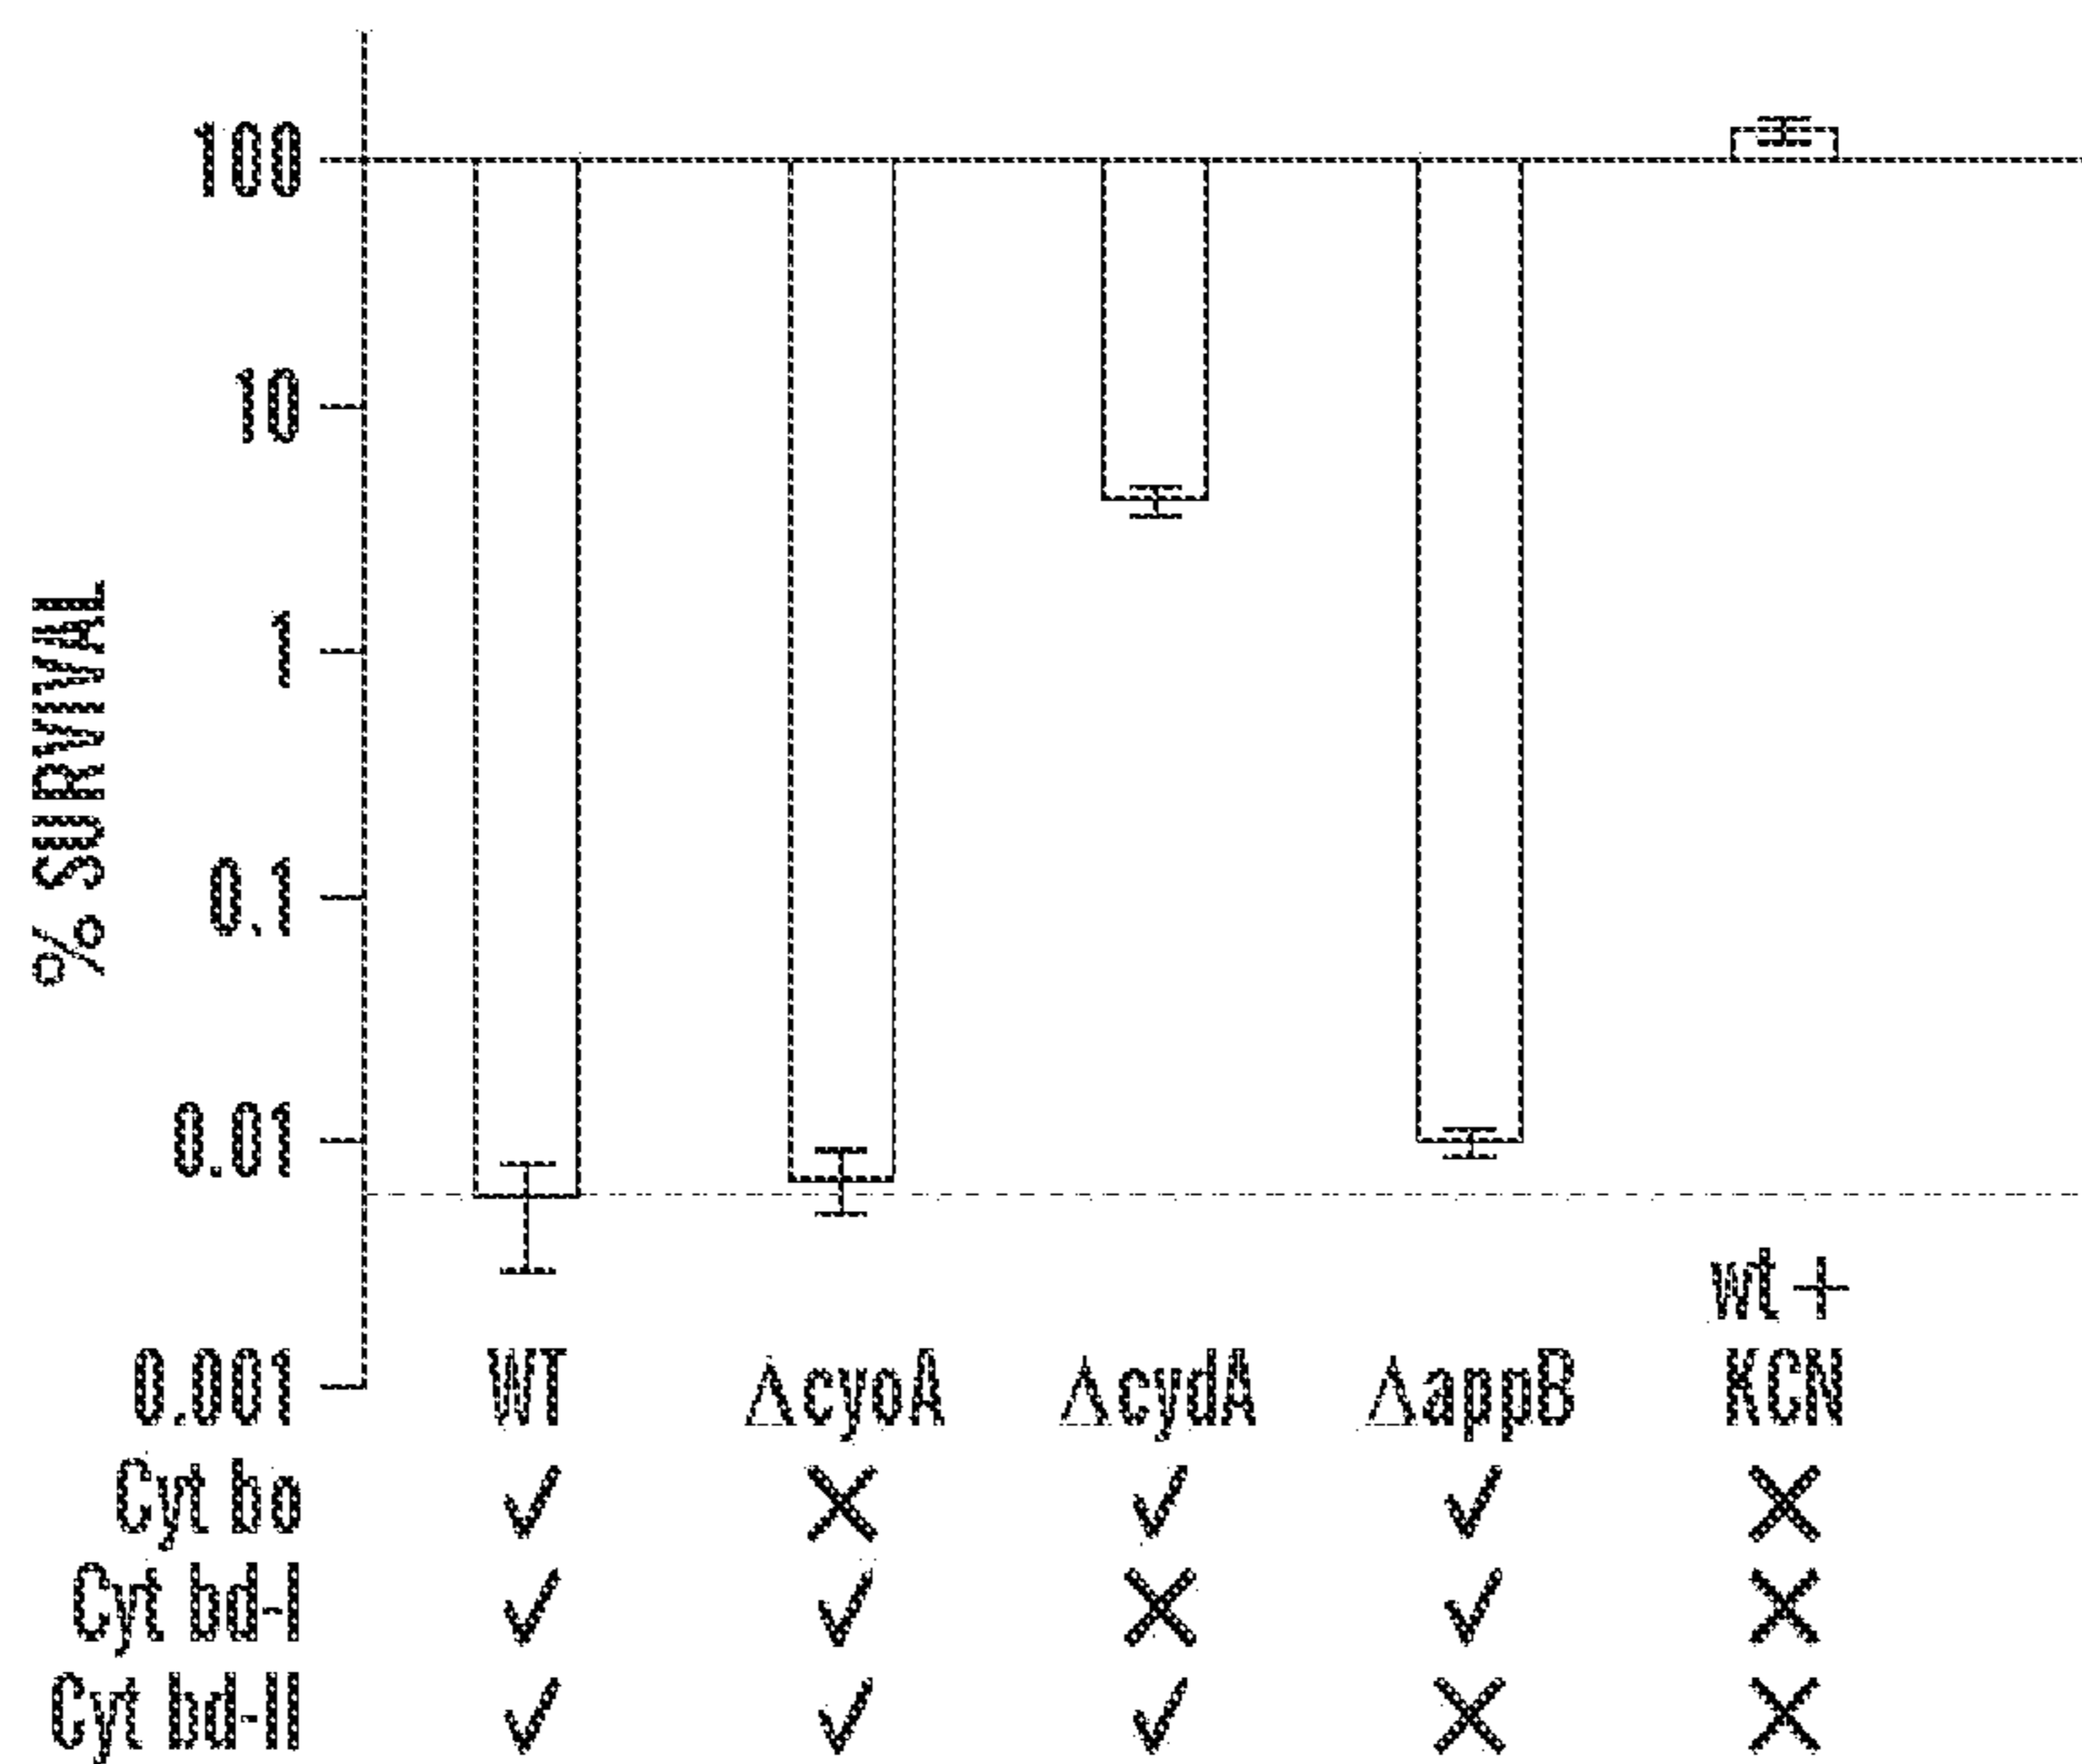 100
10
1
0.1
0.01
0.001
% SURVIVAL
wt +
WT ΔcyoA ΔcydA ΔappB KCN
Cyt bo ✓ ✕ ✓ ✓ ✕
Cyt bd-I ✓ ✓ ✕ ✓ ✕
Cyt bd-II ✓ ✓ ✓ ✕ ✕